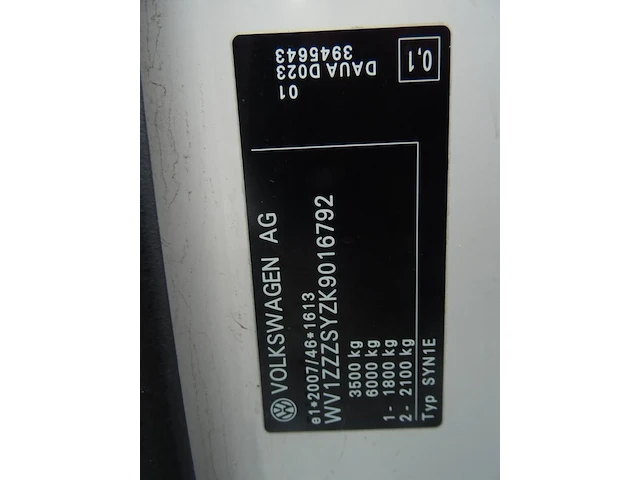 VOLKSWAGEN AG
e1*2007/46*1613
WV1ZZZSYZK9016792
3500 kg
6000 kg
1- 1800 kg
2- 2100 kg
Typ SYN1E
01
DAUA D023
3945643
0,1